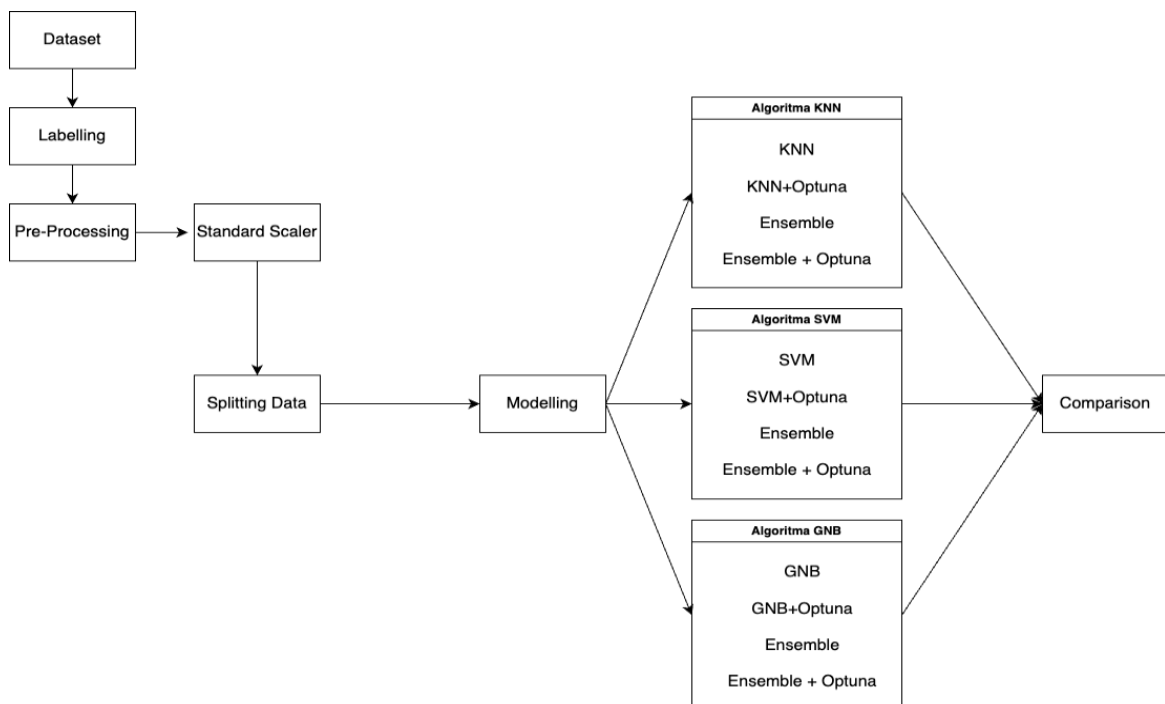 Dataset
Labelling
Pre-Processing
Standard Scaler
Splitting Data
Modelling
Algoritma KNN
KNN
KNN+Optuna
Ensemble
Ensemble + Optuna
Algoritma SVM
SVM
SVM+Optuna
Ensemble
Ensemble + Optuna
Algoritma GNB
GNB
GNB+Optuna
Ensemble
Ensemble + Optuna
Comparison